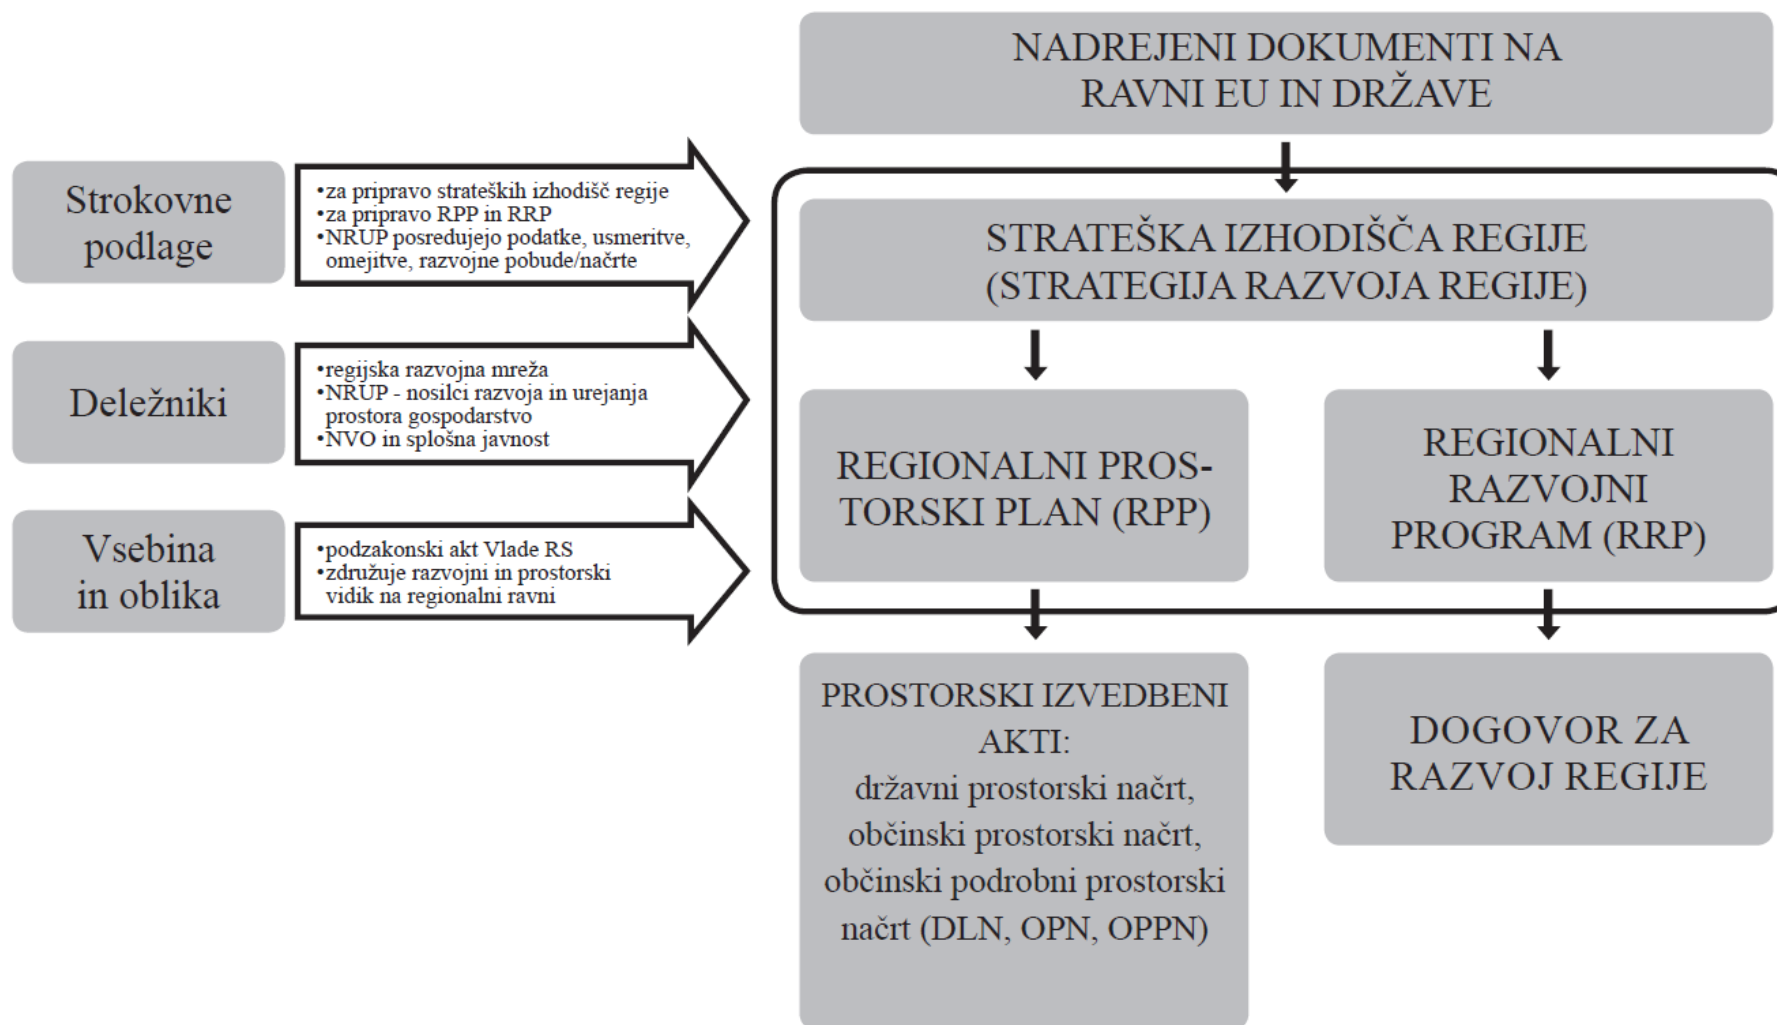 NADREJENI DOKUMENTI NA
RAVNI EU IN DRŽAVE
Strokovne
podlage
•za pripravo strateških izhodišč regije
•za pripravo RPP in RRP
•NRUP posredujejo podatke, usmeritve,
omejitve, razvojne pobude/načrte
STRATEŠKA IZHODIŠČA REGIJE
(STRATEGIJA RAZVOJA REGIJE)
Deležniki
•regijska razvojna mreža
•NRUP - nosilci razvoja in urejanja
prostora gospodarstvo
•NVO in splošna javnost
REGIONALNI PROS-
TORSKI PLAN (RPP)
REGIONALNI
RAZVOJNI
PROGRAM (RRP)
Vsebina
in oblika
•podzakonski akt Vlade RS
•združuje razvojni in prostorski
vidik na regionalni ravni
PROSTORSKI IZVEDBENI
AKTI:
državni prostorski načrt,
občinski prostorski načrt,
občinski podrobni prostorski
načrt (DLN, OPN, OPPN)
DOGOVOR ZA
RAZVOJ REGIJE